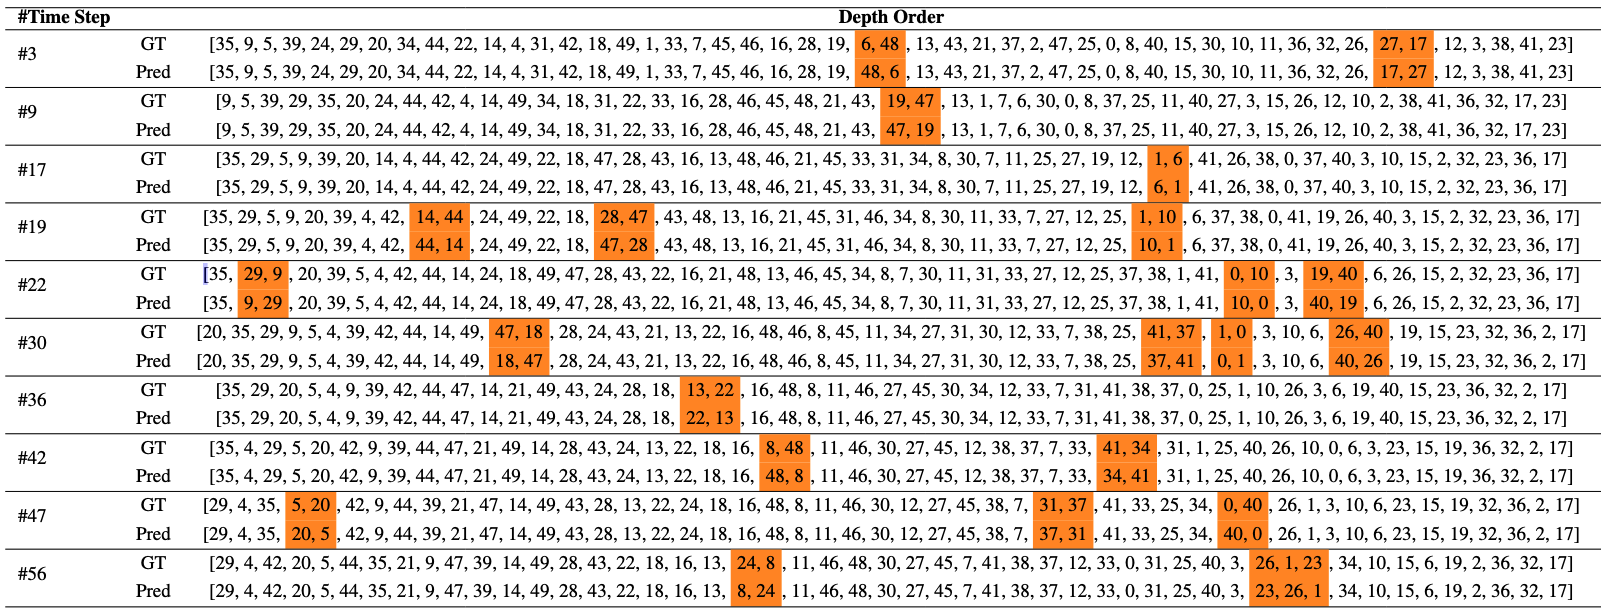 #Time Step Depth Order
#3 GT [35, 9, 5, 39, 24, 29, 20, 34, 44, 22, 14, 4, 31, 42, 18, 49, 1, 33, 7, 45, 46, 16, 28, 19, 6, 48 , 13, 43, 21, 37, 2, 47, 25, 0, 8, 40, 15, 30, 10, 11, 36, 32, 26, 27, 17 , 12, 3, 38, 41, 23]
Pred [35, 9, 5, 39, 24, 29, 20, 34, 44, 22, 14, 4, 31, 42, 18, 49, 1, 33, 7, 45, 46, 16, 28, 19, 48, 6 , 13, 43, 21, 37, 2, 47, 25, 0, 8, 40, 15, 30, 10, 11, 36, 32, 26, 17, 27 , 12, 3, 38, 41, 23]
#9 GT [9, 5, 39, 29, 35, 20, 24, 44, 42, 4, 14, 49, 34, 18, 31, 22, 33, 16, 28, 46, 45, 48, 21, 43, 19, 47 , 13, 1, 7, 6, 30, 0, 8, 37, 25, 11, 40, 27, 3, 15, 26, 12, 10, 2, 38, 41, 36, 32, 17, 23]
Pred [9, 5, 39, 29, 35, 20, 24, 44, 42, 4, 14, 49, 34, 18, 31, 22, 33, 16, 28, 46, 45, 48, 21, 43, 47, 19 , 13, 1, 7, 6, 30, 0, 8, 37, 25, 11, 40, 27, 3, 15, 26, 12, 10, 2, 38, 41, 36, 32, 17, 23]
#17 GT [35, 29, 5, 9, 39, 20, 14, 4, 44, 42, 24, 49, 22, 18, 47, 28, 43, 16, 13, 48, 46, 21, 45, 33, 31, 34, 8, 30, 7, 11, 25, 27, 19, 12, 1, 6 , 41, 26, 38, 0, 37, 40, 3, 10, 15, 2, 32, 23, 36, 17]
Pred [35, 29, 5, 9, 39, 20, 14, 4, 44, 42, 24, 49, 22, 18, 47, 28, 43, 16, 13, 48, 46, 21, 45, 33, 31, 34, 8, 30, 7, 11, 25, 27, 19, 12, 6, 1 , 41, 26, 38, 0, 37, 40, 3, 10, 15, 2, 32, 23, 36, 17]
#19 GT [35, 29, 5, 9, 20, 39, 4, 42, 14, 44 , 24, 49, 22, 18, 28, 47 , 43, 48, 13, 16, 21, 45, 31, 46, 34, 8, 30, 11, 33, 7, 27, 12, 25, 1, 10 , 6, 37, 38, 0, 41, 19, 26, 40, 3, 15, 2, 32, 23, 36, 17]
Pred [35, 29, 5, 9, 20, 39, 4, 42, 44, 14 , 24, 49, 22, 18, 47, 28 , 43, 48, 13, 16, 21, 45, 31, 46, 34, 8, 30, 11, 33, 7, 27, 12, 25, 10, 1 , 6, 37, 38, 0, 41, 19, 26, 40, 3, 15, 2, 32, 23, 36, 17]
#22 GT [35, 29, 9 , 20, 39, 5, 4, 42, 44, 14, 24, 18, 49, 47, 28, 43, 22, 16, 21, 48, 13, 46, 45, 34, 8, 7, 30, 11, 31, 33, 27, 12, 25, 37, 38, 1, 41, 0, 10 , 3, 19, 40 , 6, 26, 15, 2, 32, 23, 36, 17]
Pred [35, 9, 29 , 20, 39, 5, 4, 42, 44, 14, 24, 18, 49, 47, 28, 43, 22, 16, 21, 48, 13, 46, 45, 34, 8, 7, 30, 11, 31, 33, 27, 12, 25, 37, 38, 1, 41, 10, 0 , 3, 40, 19 , 6, 26, 15, 2, 32, 23, 36, 17]
#30 GT [20, 35, 29, 9, 5, 4, 39, 42, 44, 14, 49, 47, 18 , 28, 24, 43, 21, 13, 22, 16, 48, 46, 8, 45, 11, 34, 27, 31, 30, 12, 33, 7, 38, 25, 41, 37 , 1, 0 , 3, 10, 6, 26, 40 , 19, 15, 23, 32, 36, 2, 17]
Pred [20, 35, 29, 9, 5, 4, 39, 42, 44, 14, 49, 18, 47 , 28, 24, 43, 21, 13, 22, 16, 48, 46, 8, 45, 11, 34, 27, 31, 30, 12, 33, 7, 38, 25, 37, 41 , 0, 1 , 3, 10, 6, 40, 26 , 19, 15, 23, 32, 36, 2, 17]
#36 GT [35, 29, 20, 5, 4, 9, 39, 42, 44, 47, 14, 21, 49, 43, 24, 28, 18, 13, 22 , 16, 48, 8, 11, 46, 27, 45, 30, 34, 12, 33, 7, 31, 41, 38, 37, 0, 25, 1, 10, 26, 3, 6, 19, 40, 15, 23, 36, 32, 2, 17]
Pred [35, 29, 20, 5, 4, 9, 39, 42, 44, 47, 14, 21, 49, 43, 24, 28, 18, 22, 13 , 16, 48, 8, 11, 46, 27, 45, 30, 34, 12, 33, 7, 31, 41, 38, 37, 0, 25, 1, 10, 26, 3, 6, 19, 40, 15, 23, 36, 32, 2, 17]
#42 GT [35, 4, 29, 5, 20, 42, 9, 39, 44, 47, 21, 49, 14, 28, 43, 24, 13, 22, 18, 16, 8, 48 , 11, 46, 30, 27, 45, 12, 38, 37, 7, 33, 41, 34 , 31, 1, 25, 40, 26, 10, 0, 6, 3, 23, 15, 19, 36, 32, 2, 17]
Pred [35, 4, 29, 5, 20, 42, 9, 39, 44, 47, 21, 49, 14, 28, 43, 24, 13, 22, 18, 16, 48, 8 , 11, 46, 30, 27, 45, 12, 38, 37, 7, 33, 34, 41 , 31, 1, 25, 40, 26, 10, 0, 6, 3, 23, 15, 19, 36, 32, 2, 17]
#47 GT [29, 4, 35, 5, 20 , 42, 9, 44, 39, 21, 47, 14, 49, 43, 28, 13, 22, 24, 18, 16, 48, 8, 11, 46, 30, 12, 27, 45, 38, 7, 31, 37 , 41, 33, 25, 34, 0, 40 , 26, 1, 3, 10, 6, 23, 15, 19, 32, 36, 2, 17]
Pred [29, 4, 35, 20, 5 , 42, 9, 44, 39, 21, 47, 14, 49, 43, 28, 13, 22, 24, 18, 16, 48, 8, 11, 46, 30, 12, 27, 45, 38, 7, 37, 31 , 41, 33, 25, 34, 40, 0 , 26, 1, 3, 10, 6, 23, 15, 19, 32, 36, 2, 17]
#56 GT [29, 4, 42, 20, 5, 44, 35, 21, 9, 47, 39, 14, 49, 28, 43, 22, 18, 16, 13, 24, 8 , 11, 46, 48, 30, 27, 45, 7, 41, 38, 37, 12, 33, 0, 31, 25, 40, 3, 26, 1, 23 , 34, 10, 15, 6, 19, 2, 36, 32, 17]
Pred [29, 4, 42, 20, 5, 44, 35, 21, 9, 47, 39, 14, 49, 28, 43, 22, 18, 16, 13, 8, 24 , 11, 46, 48, 30, 27, 45, 7, 41, 38, 37, 12, 33, 0, 31, 25, 40, 3, 23, 26, 1 , 34, 10, 15, 6, 19, 2, 36, 32, 17]